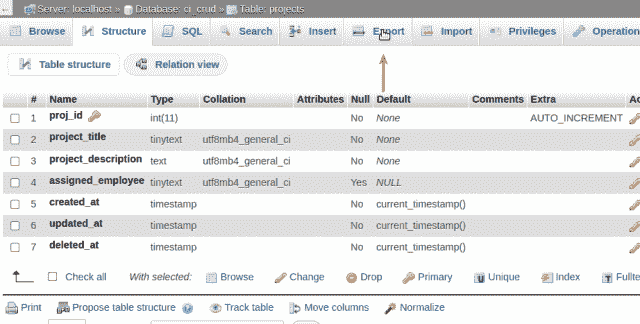 Server: localhost » Database: ci_crud » Table: projects
Browse Structure SQL Search Insert Export Import Privileges Operation
Table structure Relation view
# Name Type Collation Attributes Null Default Comments Extra Ac
1 proj_id int(11) No None AUTO_INCREMENT
2 project_title tinytext utf8mb4_general_ci No None
3 project_description text utf8mb4_general_ci No None
4 assigned_employee tinytext utf8mb4_general_ci Yes NULL
5 created_at timestamp No current_timestamp()
6 updated_at timestamp No current_timestamp()
7 deleted_at timestamp No current_timestamp()
Check all With selected: Browse Change Drop Primary Unique Index Fullte
Print Propose table structure Track table Move columns Normalize